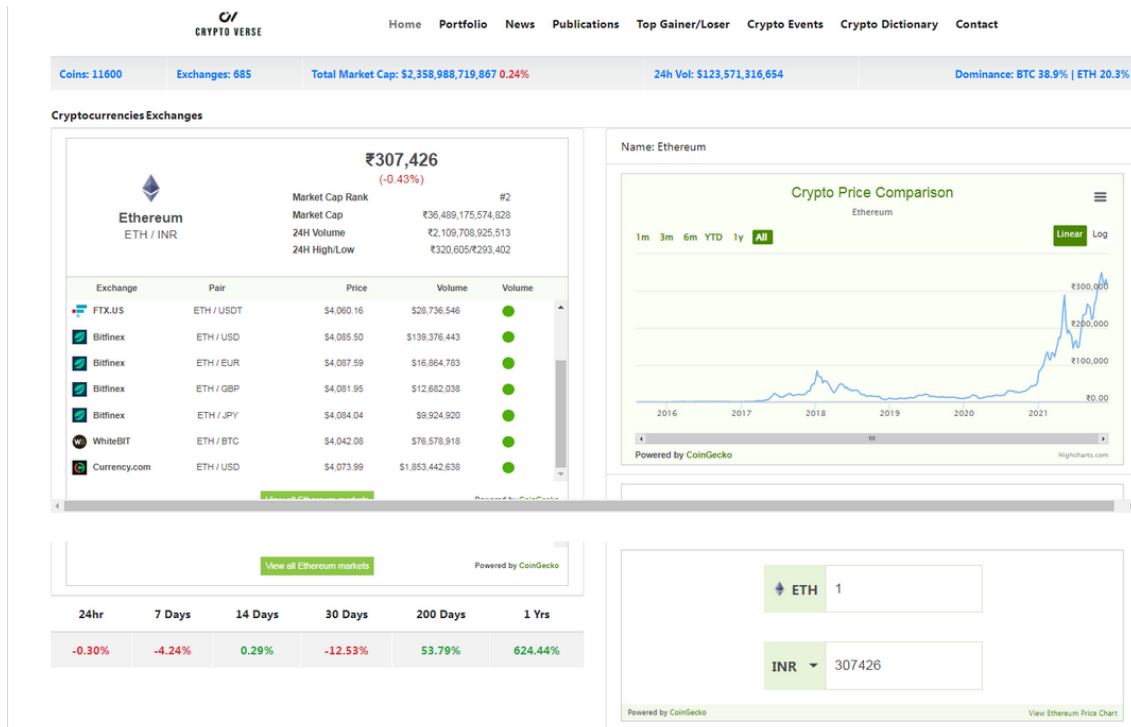 CV
CRYPTO VERSE
Home Portfolio News Publications Top Gainer/Loser Crypto Events Crypto Dictionary Contact
Coins: 11600 Exchanges: 685 Total Market Cap: $2,358,988,719,867 0.24% 24h Vol: $123,571,316,654 Dominance: BTC 38.9% | ETH 20.3%
Cryptocurrencies Exchanges
₹307,426
(-0.43%)
Ethereum
ETH / INR
Market Cap Rank #2
Market Cap ₹36,489,175,574,828
24H Volume ₹2,109,708,925,513
24H High/Low ₹320,605/₹293,402
Exchange Pair Price Volume Volume
FTX.US ETH / USDT $4,060.16 $28,736,546
Bitfinex ETH / USD $4,085.50 $139,376,443
Bitfinex ETH / EUR $4,087.59 $16,864,783
Bitfinex ETH / GBP $4,081.95 $12,682,038
Bitfinex ETH / JPY $4,084.04 $9,924,920
WhiteBIT ETH / BTC $4,042.08 $76,578,918
Currency.com ETH / USD $4,073.99 $1,853,442,638
View all Ethereum markets Powered by CoinGecko
Name: Ethereum
Crypto Price Comparison
Ethereum
1m 3m 6m YTD 1y All Linear Log
₹300,000
₹200,000
₹100,000
₹0.00
2016 2017 2018 2019 2020 2021
Powered by CoinGecko Highcharts.com
View all Ethereum markets Powered by CoinGecko
24hr 7 Days 14 Days 30 Days 200 Days 1 Yrs
-0.30% -4.24% 0.29% -12.53% 53.79% 624.44%
ETH 1
INR 307426
Powered by CoinGecko View Ethereum Price Chart